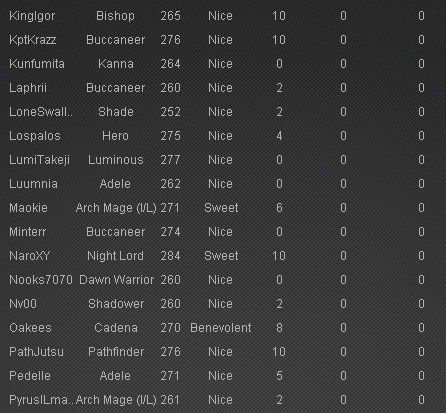 KingIgor Bishop 265 Nice 10 0 0
KptKrazz Buccaneer 276 Nice 10 0 0
Kunfumita Kanna 264 Nice 0 0 0
Laphrii Buccaneer 260 Nice 2 0 0
LoneSwall.. Shade 252 Nice 2 0 0
Lospalos Hero 275 Nice 4 0 0
LumiTakeji Luminous 277 Nice 0 0 0
Luumnia Adele 262 Nice 0 0 0
Maokie Arch Mage (I/L) 271 Sweet 6 0 0
Minterr Buccaneer 274 Nice 0 0 0
NaroXY Night Lord 284 Sweet 10 0 0
Nooks7070 Dawn Warrior 260 Nice 0 0 0
Nv00 Shadower 260 Nice 2 0 0
Oakees Cadena 270 Benevolent 8 0 0
PathJutsu Pathfinder 276 Nice 10 0 0
Pedelle Adele 271 Nice 5 0 0
PyrusILma.. Arch Mage (I/L) 261 Nice 2 0 0